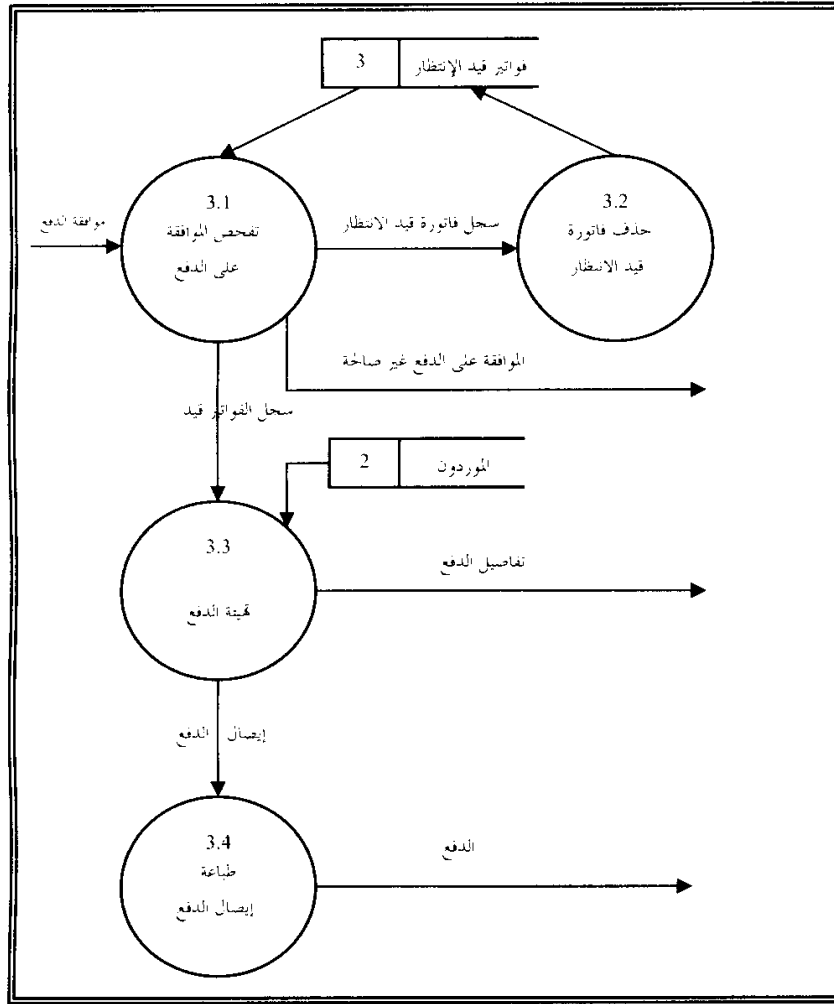 3
فواتير قيد الإنتظار
3.1
تفحص الموافقة
على الدفع
3.2
حذف فاتورة
قيد الانتظار
موافقة الدفع
سجل فاتورة قيد الانتظار
الموافقة على الدفع غير صالحة
سجل الفواتير قيد
2
الموردون
3.3
تهيئة الدفع
تفاصيل الدفع
إيصال الدفع
3.4
طباعة
إيصال الدفع
الدفع